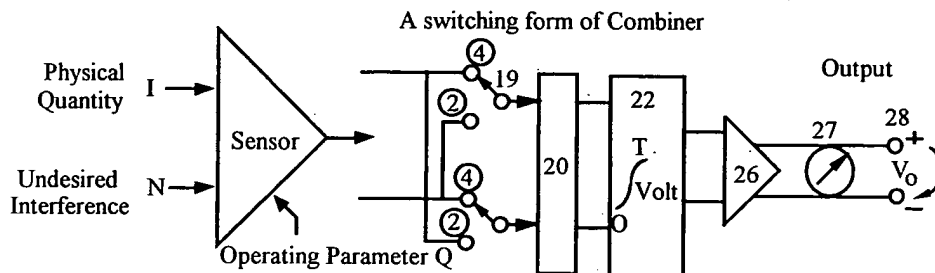 A switching form of Combiner
Physical
Quantity
I
Undesired
Interference
N
Sensor
Operating Parameter Q
4
19
2
4
2
20
22
T
∫Volt
O
26
Output
27
28
+
Vo
−